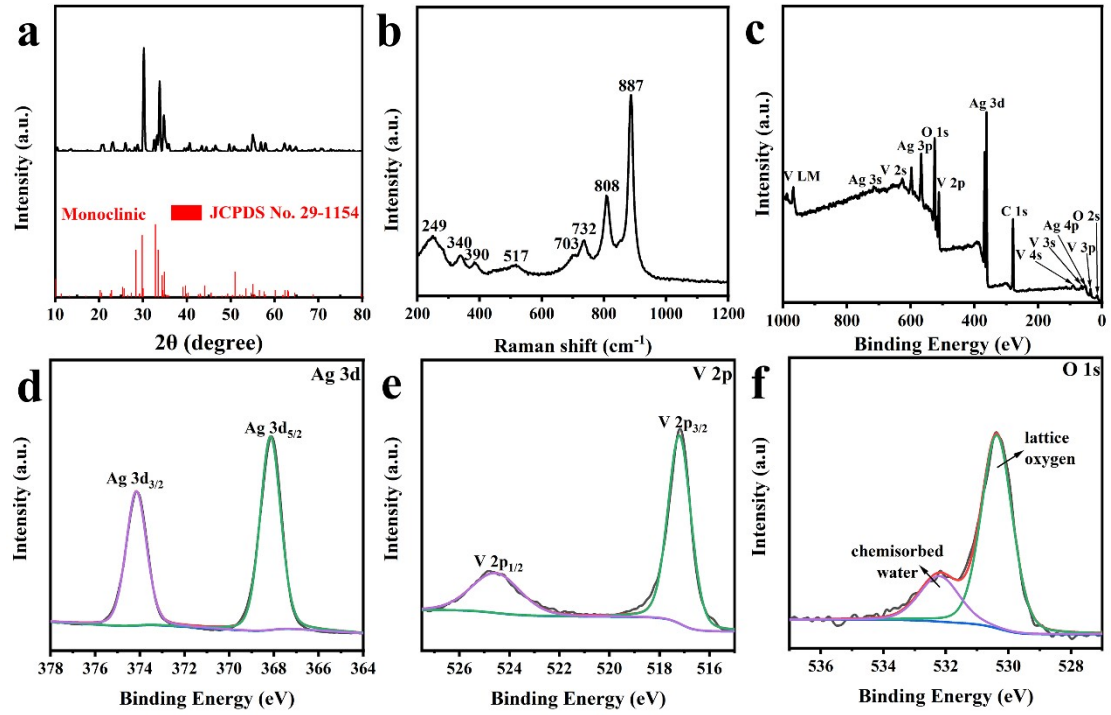 a
Intensity (a.u.)
Monoclinic
JCPDS No. 29-1154
10 20 30 40 50 60 70 80
2θ (degree)
b
Intensity (a.u.)
249
340
390
517
703
732
808
887
200 400 600 800 1000 1200
Raman shift (cm⁻¹)
c
Intensity (a.u.)
V LM
Ag 3s
V 2s
Ag 3p
O 1s
V 2p
Ag 3d
C 1s
V 4s
V 3s
Ag 4p
V 3p
O 2s
1000 800 600 400 200 0
Binding Energy (eV)
d
Ag 3d
Intensity (a.u.)
Ag 3d₃/₂
Ag 3d₅/₂
378 376 374 372 370 368 366 364
Binding Energy (eV)
e
V 2p
Intensity (a.u.)
V 2p₁/₂
V 2p₃/₂
526 524 522 520 518 516
Binding Energy (eV)
f
O 1s
Intensity (a.u)
lattice
oxygen
chemisorbed
water
536 534 532 530 528
Binding Energy (eV)